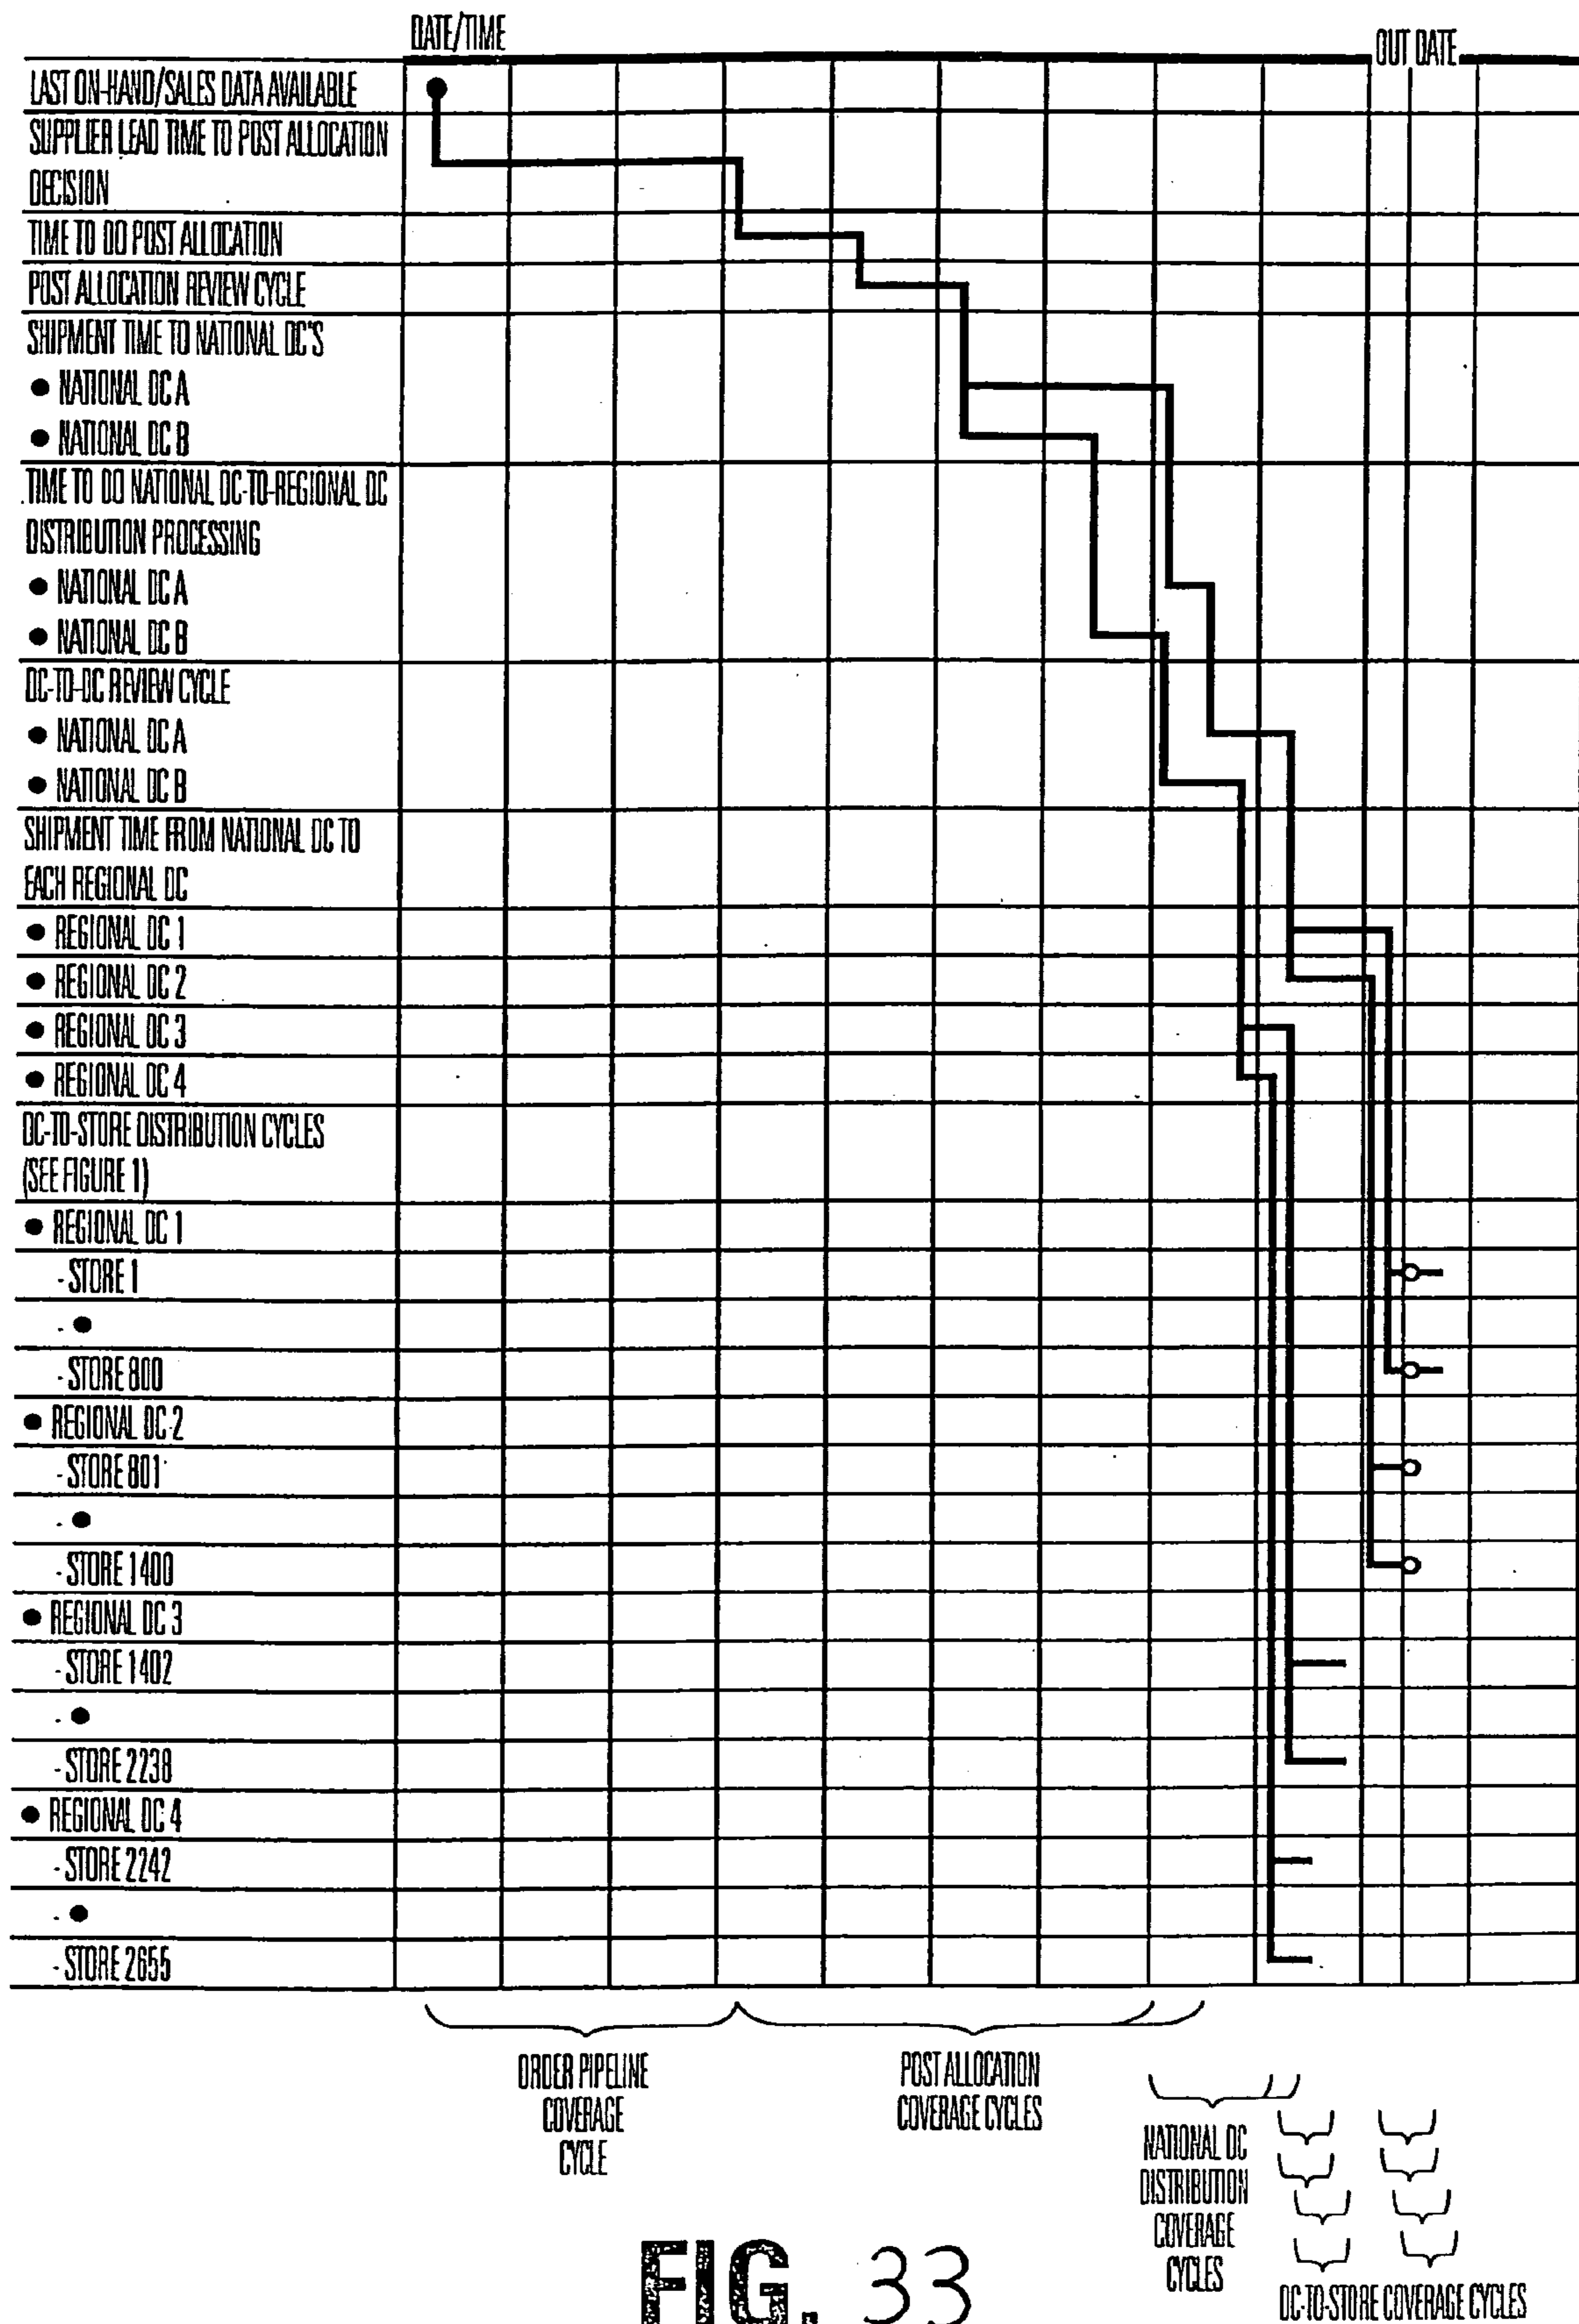 DATE/TIME
OUT DATE
LAST ON-HAND/SALES DATA AVAILABLE
SUPPLIER LEAD TIME TO POST ALLOCATION
DECISION
TIME TO DO POST ALLOCATION
POST ALLOCATION REVIEW CYCLE
SHIPMENT TIME TO NATIONAL DC'S
● NATIONAL DC A
● NATIONAL DC B
TIME TO DO NATIONAL DC-TO-REGIONAL DC
DISTRIBUTION PROCESSING
● NATIONAL DC A
● NATIONAL DC B
DC-TO-DC REVIEW CYCLE
● NATIONAL DC A
● NATIONAL DC B
SHIPMENT TIME FROM NATIONAL DC TO
EACH REGIONAL DC
● REGIONAL DC 1
● REGIONAL DC 2
● REGIONAL DC 3
● REGIONAL DC 4
DC-TO-STORE DISTRIBUTION CYCLES
(SEE FIGURE 1)
● REGIONAL DC 1
- STORE 1
●
- STORE 800
● REGIONAL DC 2
- STORE 801
●
- STORE 1400
● REGIONAL DC 3
- STORE 1402
●
- STORE 2238
● REGIONAL DC 4
- STORE 2242
●
- STORE 2655
ORDER PIPELINE
COVERAGE
CYCLE
POST ALLOCATION
COVERAGE CYCLES
NATIONAL DC
DISTRIBUTION
COVERAGE
CYCLES
DC-TO-STORE COVERAGE CYCLES
FIG. 33